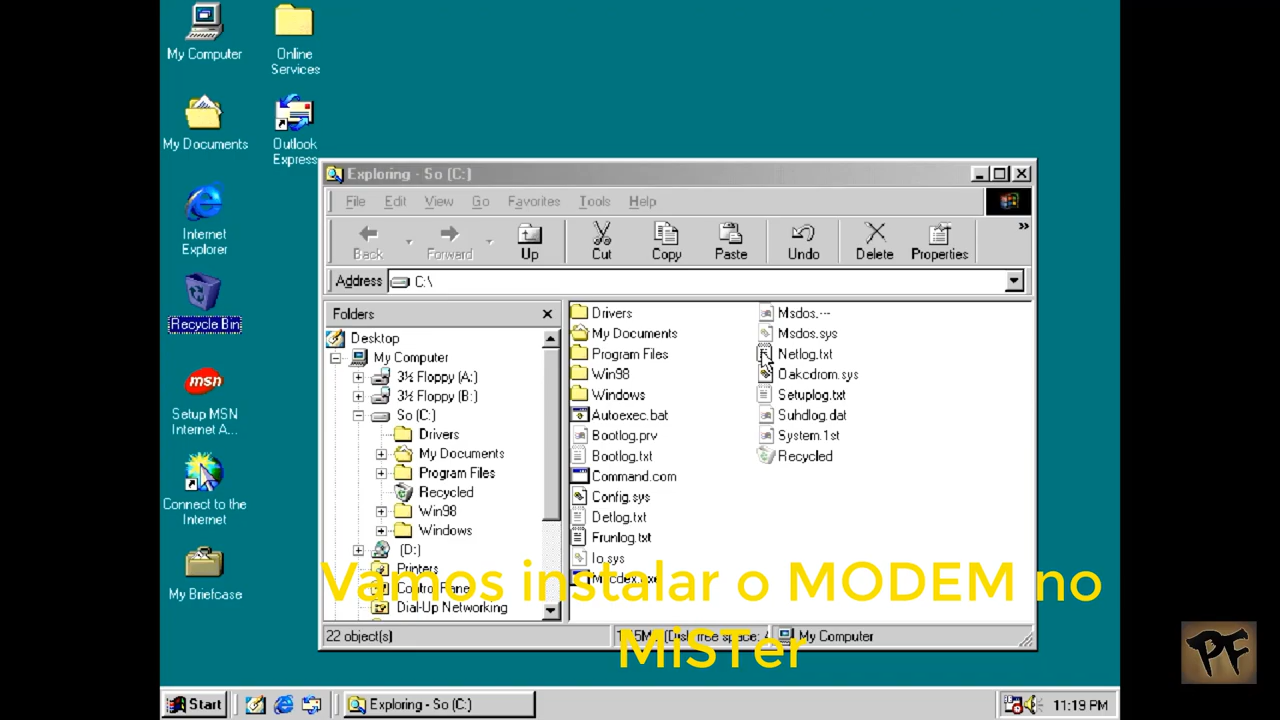 My Computer
Online
Services
My Documents
Outlook
Express
Internet
Explorer
Recycle Bin
msn
Setup MSN
Internet A...
Connect to the
Internet
My Briefcase
Exploring - So (C:)
File Edit View Go Favorites Tools Help
Back Forward Up Cut Copy Paste Undo Delete Properties »
Address C:\
Folders
Desktop
My Computer
3½ Floppy (A:)
3½ Floppy (B:)
So (C:)
Drivers
My Documents
Program Files
Recycled
Win98
Windows
(D:)
Printers
Control Panel
Dial-Up Networking
Drivers
My Documents
Program Files
Win98
Windows
Autoexec.bat
Bootlog.prv
Bootlog.txt
Command.com
Config.sys
Detlog.txt
Frunlog.txt
Io.sys
Msdos.---
Msdos.sys
Netlog.txt
Oakcdrom.sys
Setuplog.txt
Suhdlog.dat
System.1st
Recycled
Vamos instalar o MODEM no
MiSTer
22 object(s)
(Disk free space:
My Computer
Start
Exploring - So (C:)
11:19 PM
PF